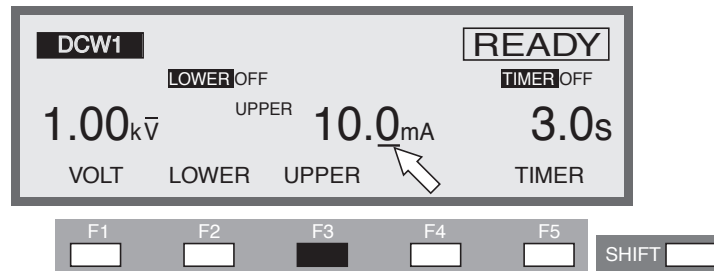 DCW1 READY
LOWER OFF TIMER OFF
1.00kV̅ UPPER 10.0mA 3.0s
VOLT LOWER UPPER TIMER
F1 F2 F3 F4 F5
SHIFT